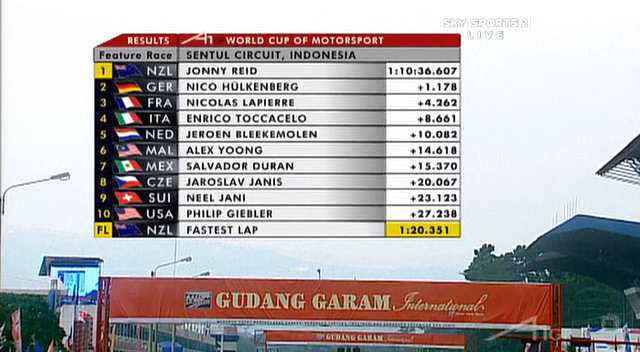 SKY SPORTS 2
LIVE
RESULTS A1 WORLD CUP OF MOTORSPORT
Feature Race SENTUL CIRCUIT, INDONESIA
1 NZL JONNY REID 1:10:36.607
2 GER NICO HÜLKENBERG +1.178
3 FRA NICOLAS LAPIERRE +4.262
4 ITA ENRICO TOCCACELO +8.661
5 NED JEROEN BLEEKEMOLEN +10.082
6 MAL ALEX YOONG +14.618
7 MEX SALVADOR DURAN +15.370
8 CZE JAROSLAV JANIS +20.067
9 SUI NEEL JANI +23.123
10 USA PHILIP GIEBLER +27.238
FL NZL FASTEST LAP 1:20.351
GUDANG GARAM International
A1
GUDANG GARAM